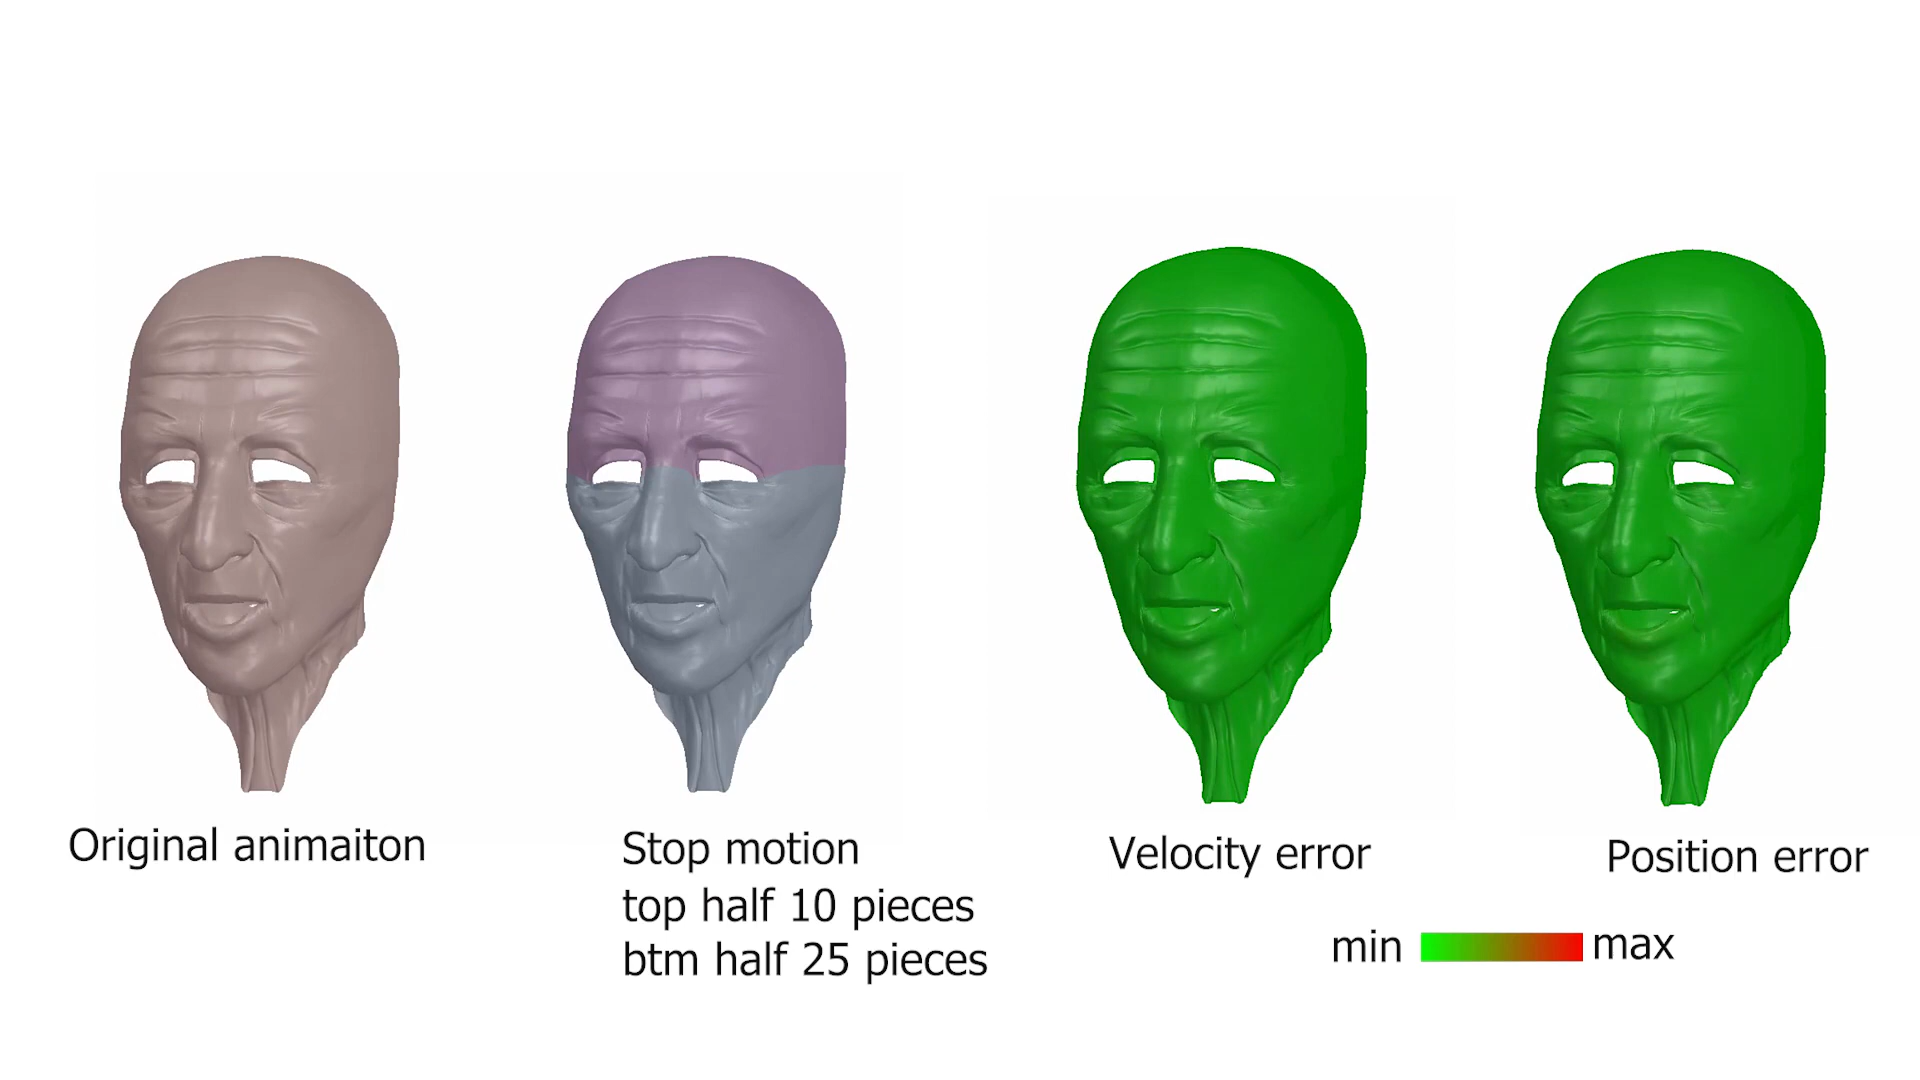 Original animaiton
Stop motion
top half 10 pieces
btm half 25 pieces
Velocity error
Position error
min
max